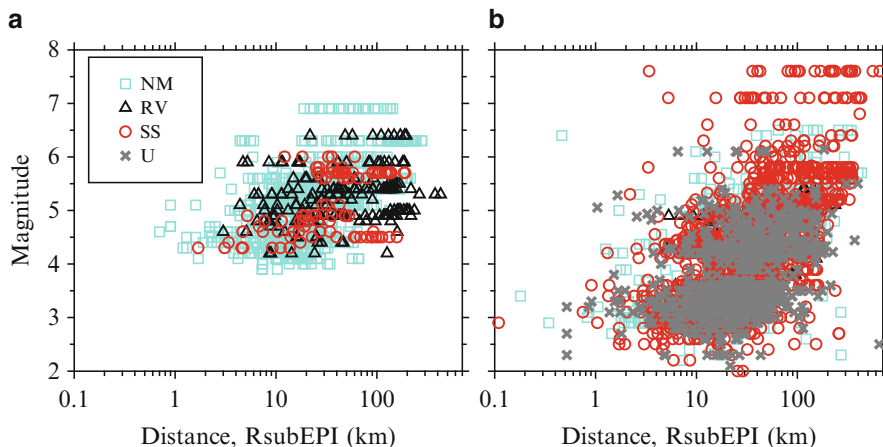 a
b
8
7
6
5
4
3
2
Magnitude
NM
RV
SS
U
0.1 1 10 100
0.1 1 10 100
Distance, RsubEPI (km)
Distance, RsubEPI (km)